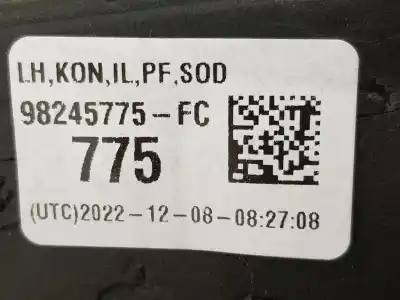 LH,KON,IL,PF,SOD
98245775-FC
775
(UTC)2022-12-08-08:27:08